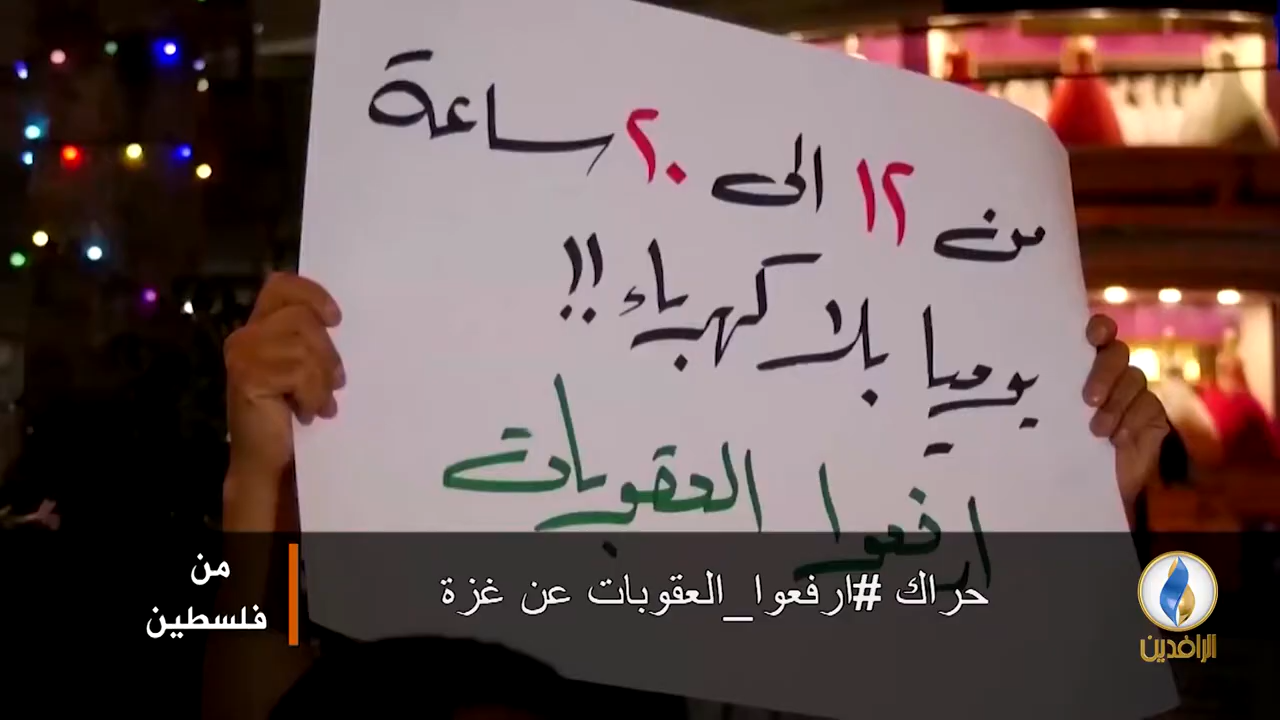 من ١٢ الى ٢٠ ساعة
يوميا بلا كهرباء !!
ارفعوا العقوبات
حراك #ارفعوا_العقوبات عن غزة
من
فلسطين
الرافدين